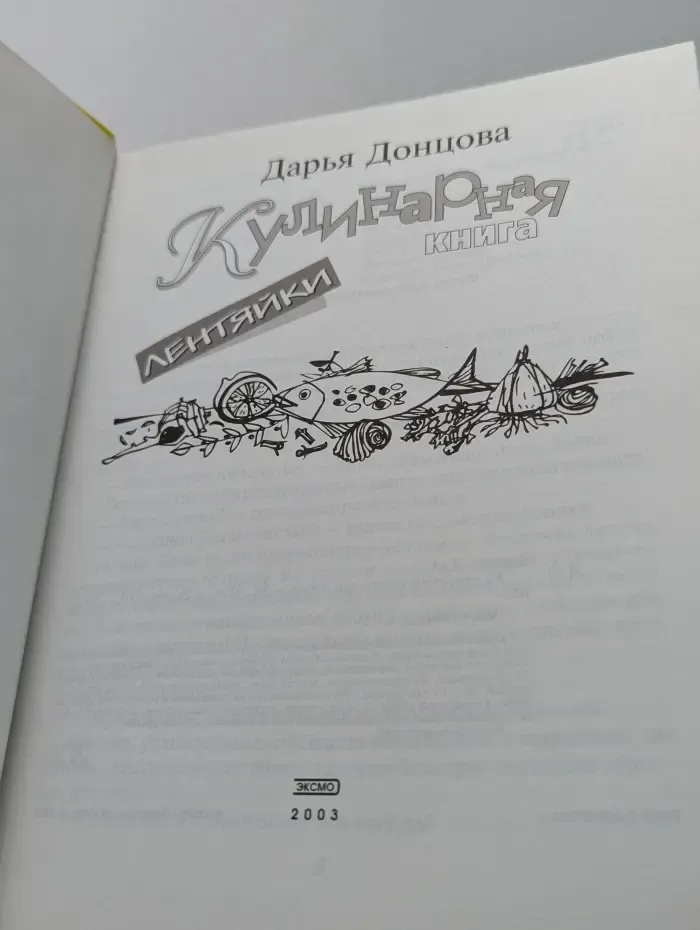 Дарья Донцова
Кулинарная
книга
ЛЕНТЯЙКИ
ЭКСМО
2003